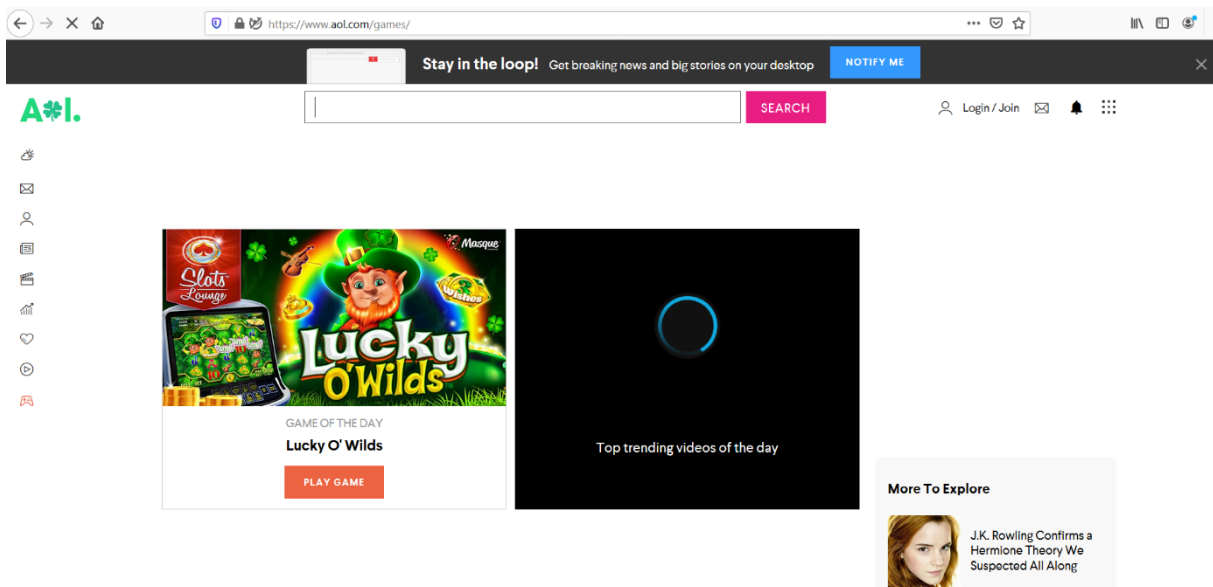 https://www.aol.com/games/
Stay in the loop! Get breaking news and big stories on your desktop NOTIFY ME
Aol.
SEARCH
Login / Join
Masque
Slots
Lounge
3
Wishes
Lucky
O'Wilds
GAME OF THE DAY
Lucky O' Wilds
PLAY GAME
Top trending videos of the day
More To Explore
J.K. Rowling Confirms a
Hermione Theory We
Suspected All Along